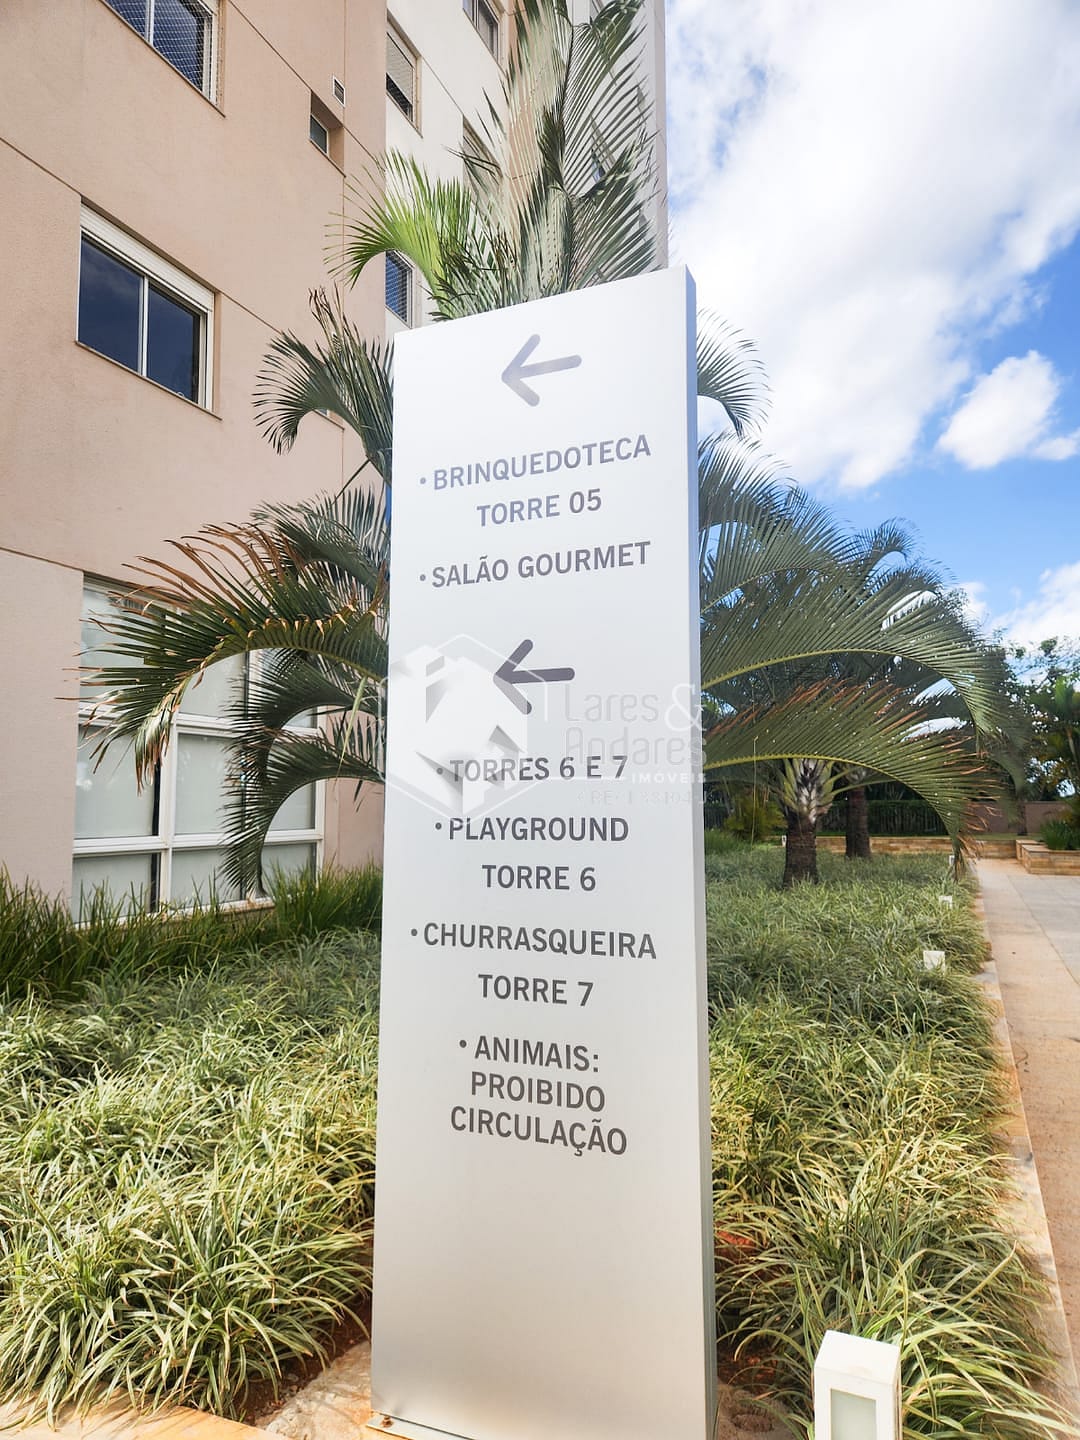 • BRINQUEDOTECA
TORRE 05
• SALÃO GOURMET
Lares &
Andares
IMÓVEIS
• TORRES 6 E 7
• PLAYGROUND
TORRE 6
• CHURRASQUEIRA
TORRE 7
• ANIMAIS:
PROIBIDO
CIRCULAÇÃO